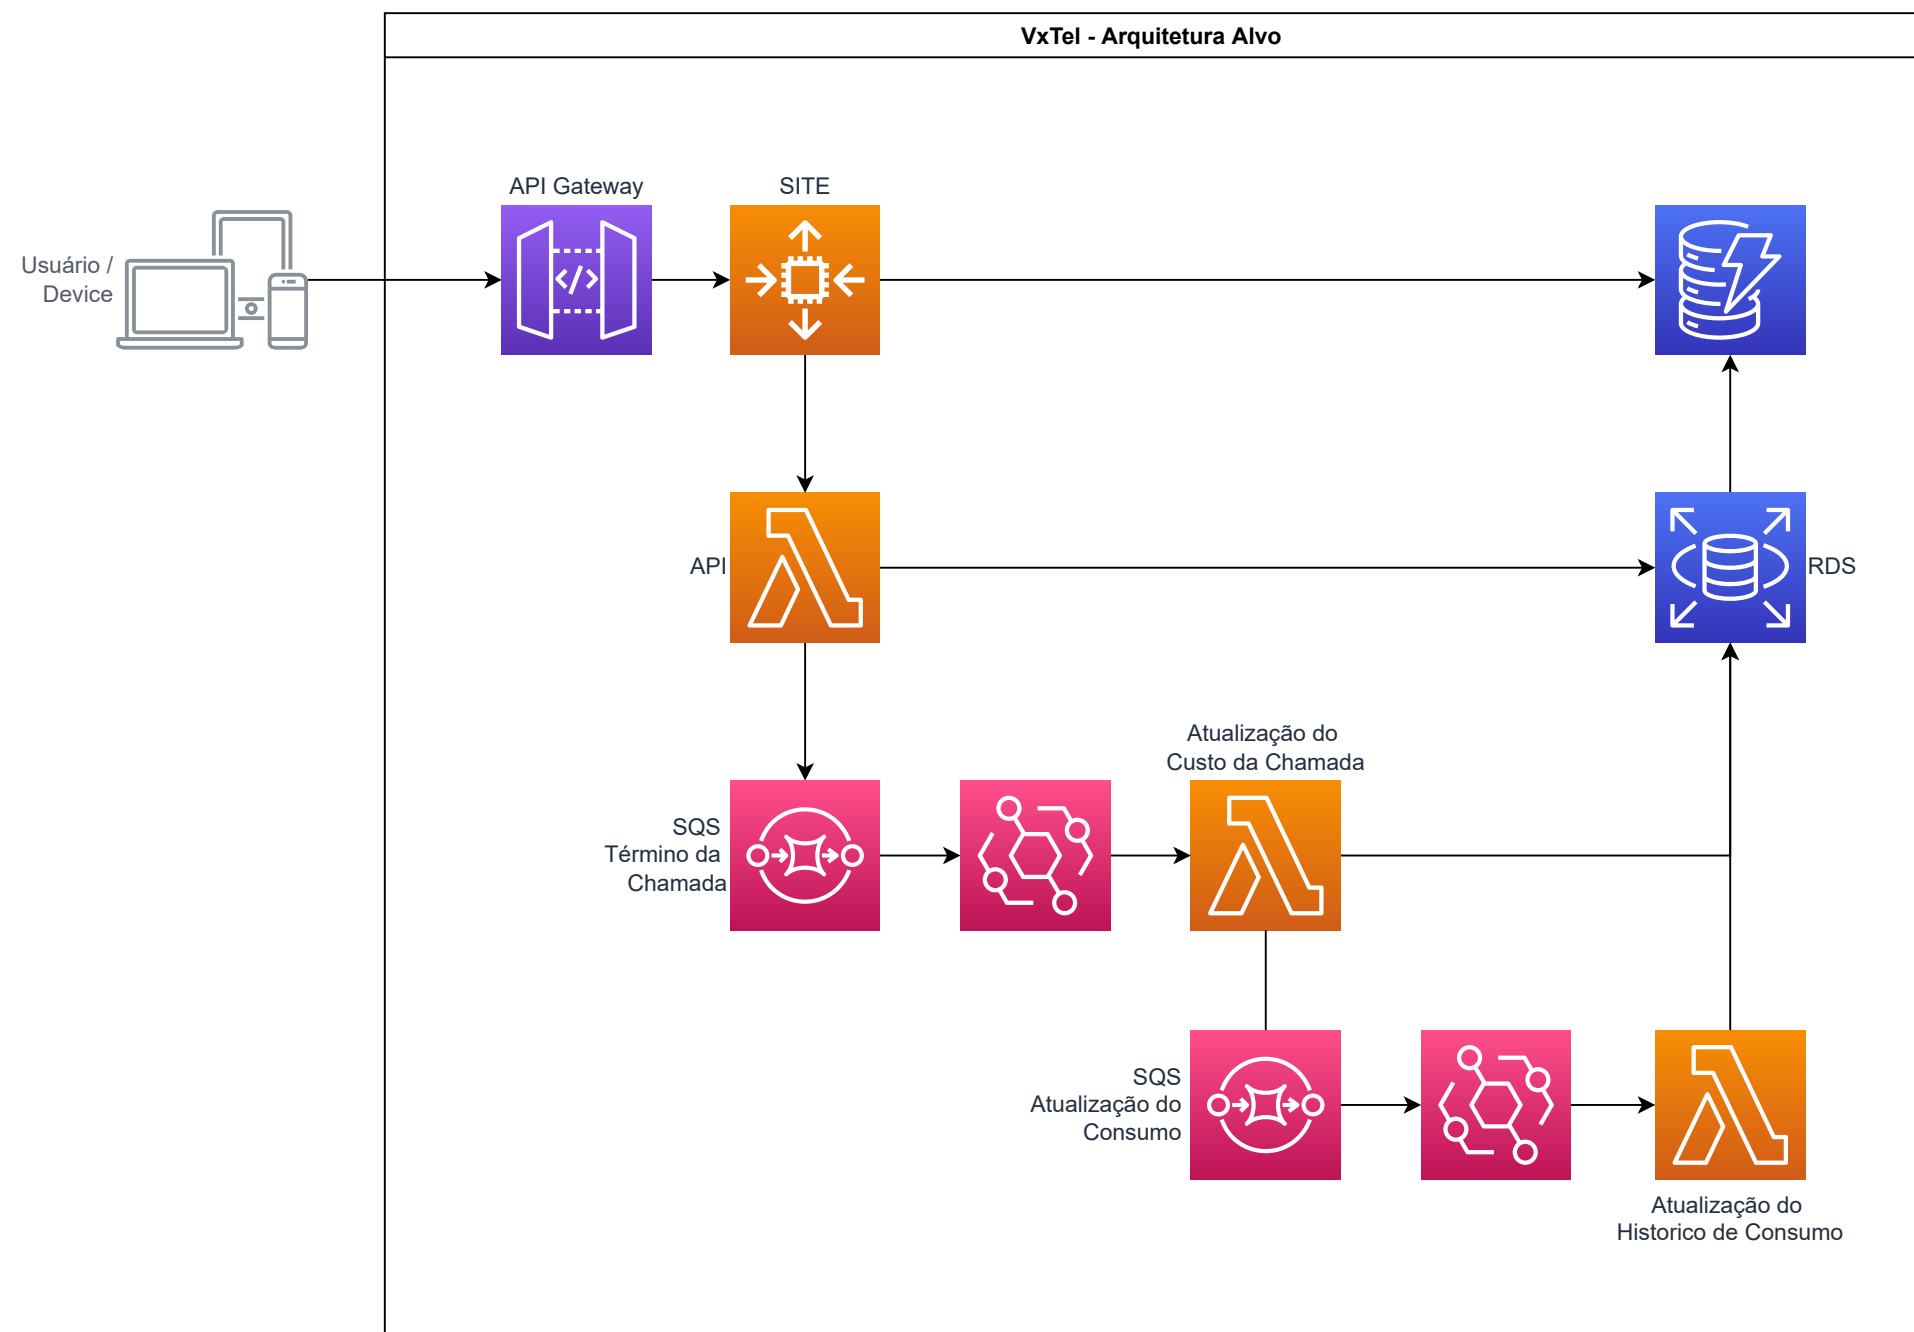 VxTel - Arquitetura Alvo
API Gateway
SITE
Usuário /
Device
API
RDS
Atualização do
Custo da Chamada
SQS
Término da
Chamada
SQS
Atualização do
Consumo
Atualização do
Historico de Consumo